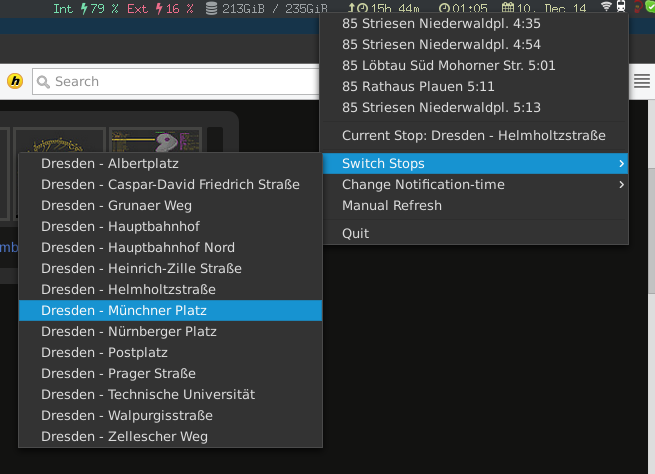 Int 79 % Ext 16 % 213GiB / 235GiB 15h 44m 01:05 10. Dec 14
h Search
85 Striesen Niederwaldpl. 4:35
85 Striesen Niederwaldpl. 4:54
85 Löbtau Süd Mohorner Str. 5:01
85 Rathaus Plauen 5:11
85 Striesen Niederwaldpl. 5:13
Current Stop: Dresden - Helmholtzstraße
Switch Stops
Change Notification-time
Manual Refresh
Quit
Dresden - Albertplatz
Dresden - Caspar-David Friedrich Straße
Dresden - Grunaer Weg
Dresden - Hauptbahnhof
Dresden - Hauptbahnhof Nord
Dresden - Heinrich-Zille Straße
Dresden - Helmholtzstraße
Dresden - Münchner Platz
Dresden - Nürnberger Platz
Dresden - Postplatz
Dresden - Prager Straße
Dresden - Technische Universität
Dresden - Walpurgisstraße
Dresden - Zellescher Weg